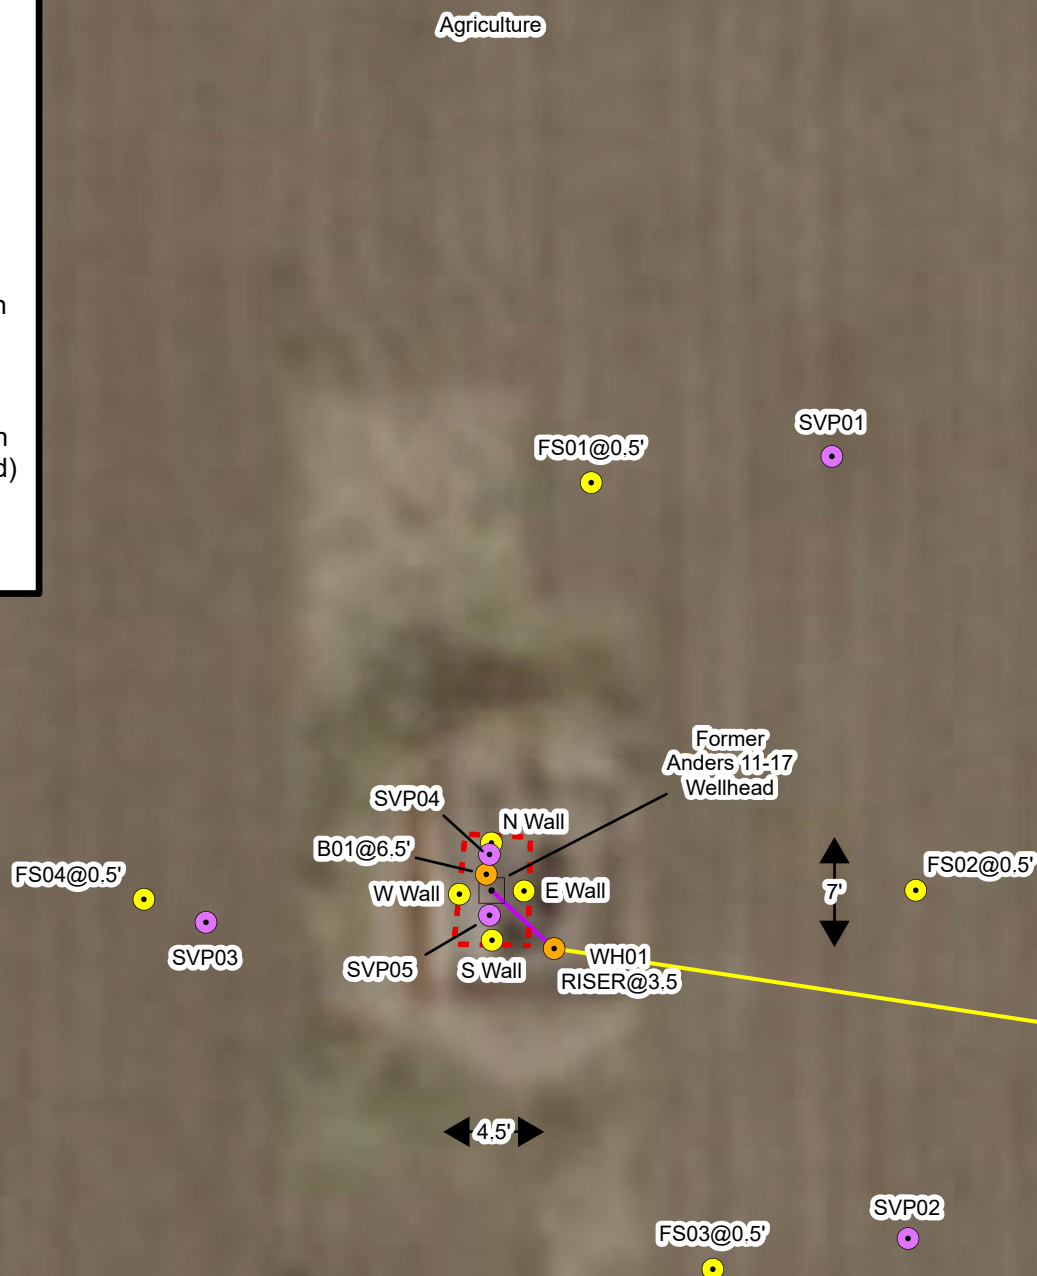 Agriculture
n
n
d)
SVP01
FS01@0.5'
Former
Anders 11-17
Wellhead
SVP04
N Wall
B01@6.5'
FS02@0.5'
FS04@0.5'
W Wall
E Wall
7'
SVP03
SVP05
S Wall
WH01
RISER@3.5
4.5'
SVP02
FS03@0.5'